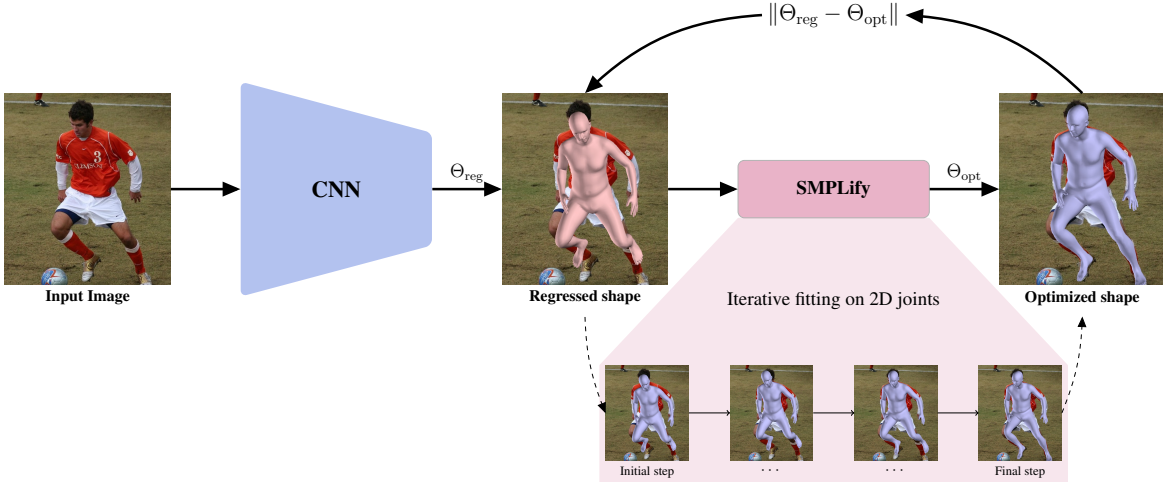 ‖Θreg − Θopt‖
3
CNN
Θreg
SMPLify
Θopt
Input Image
Regressed shape
Iterative fitting on 2D joints
Optimized shape
Initial step
. . .
. . .
Final step